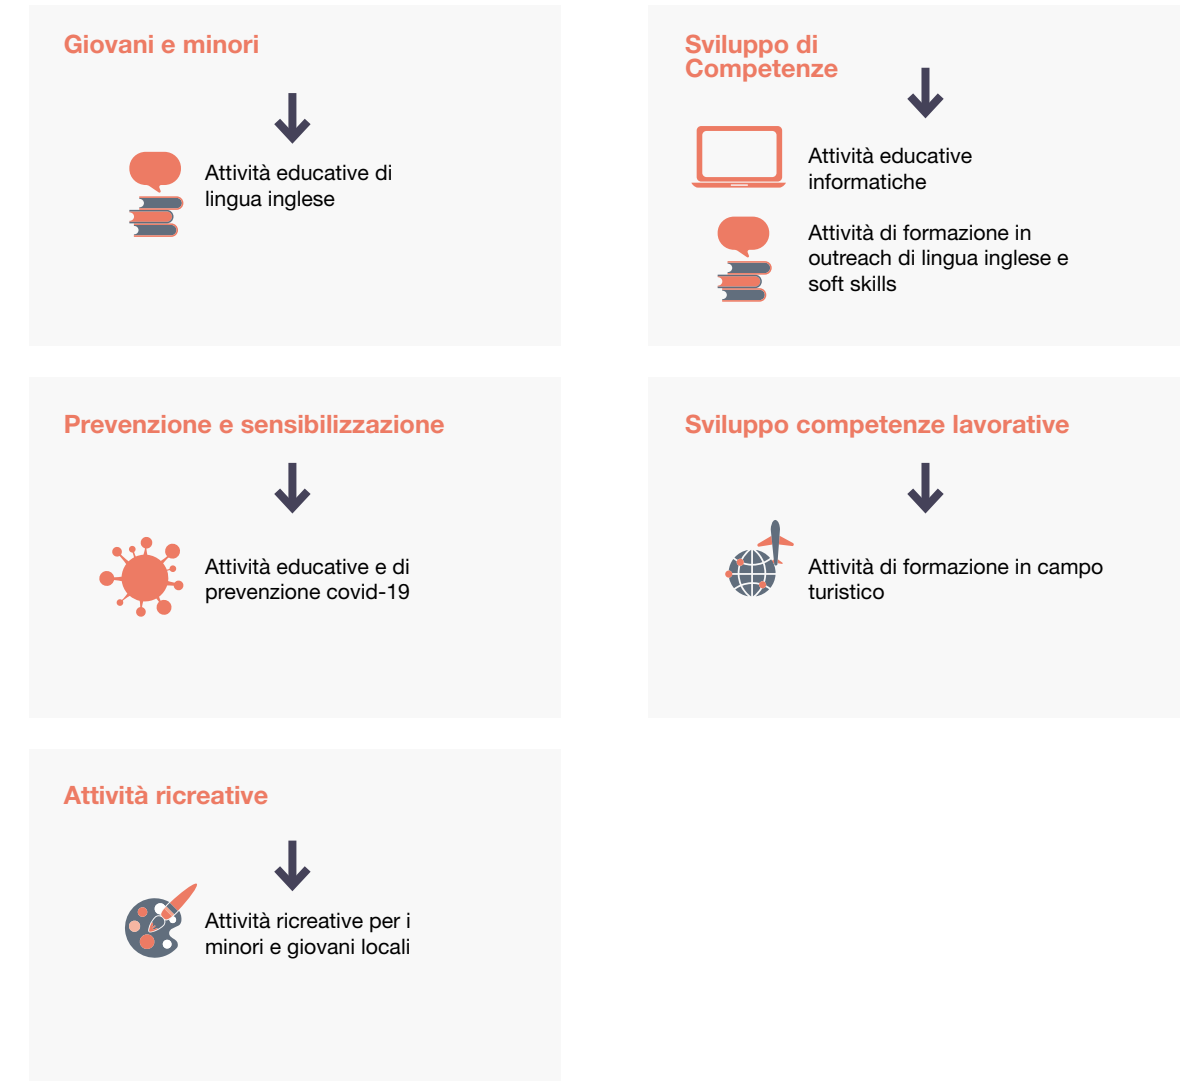 Giovani e minori
Attività educative di
lingua inglese
Sviluppo di
Competenze
Attività educative
informatiche
Attività di formazione in
outreach di lingua inglese e
soft skills
Prevenzione e sensibilizzazione
Attività educative e di
prevenzione covid-19
Sviluppo competenze lavorative
Attività di formazione in campo
turistico
Attività ricreative
Attività ricreative per i
minori e giovani locali